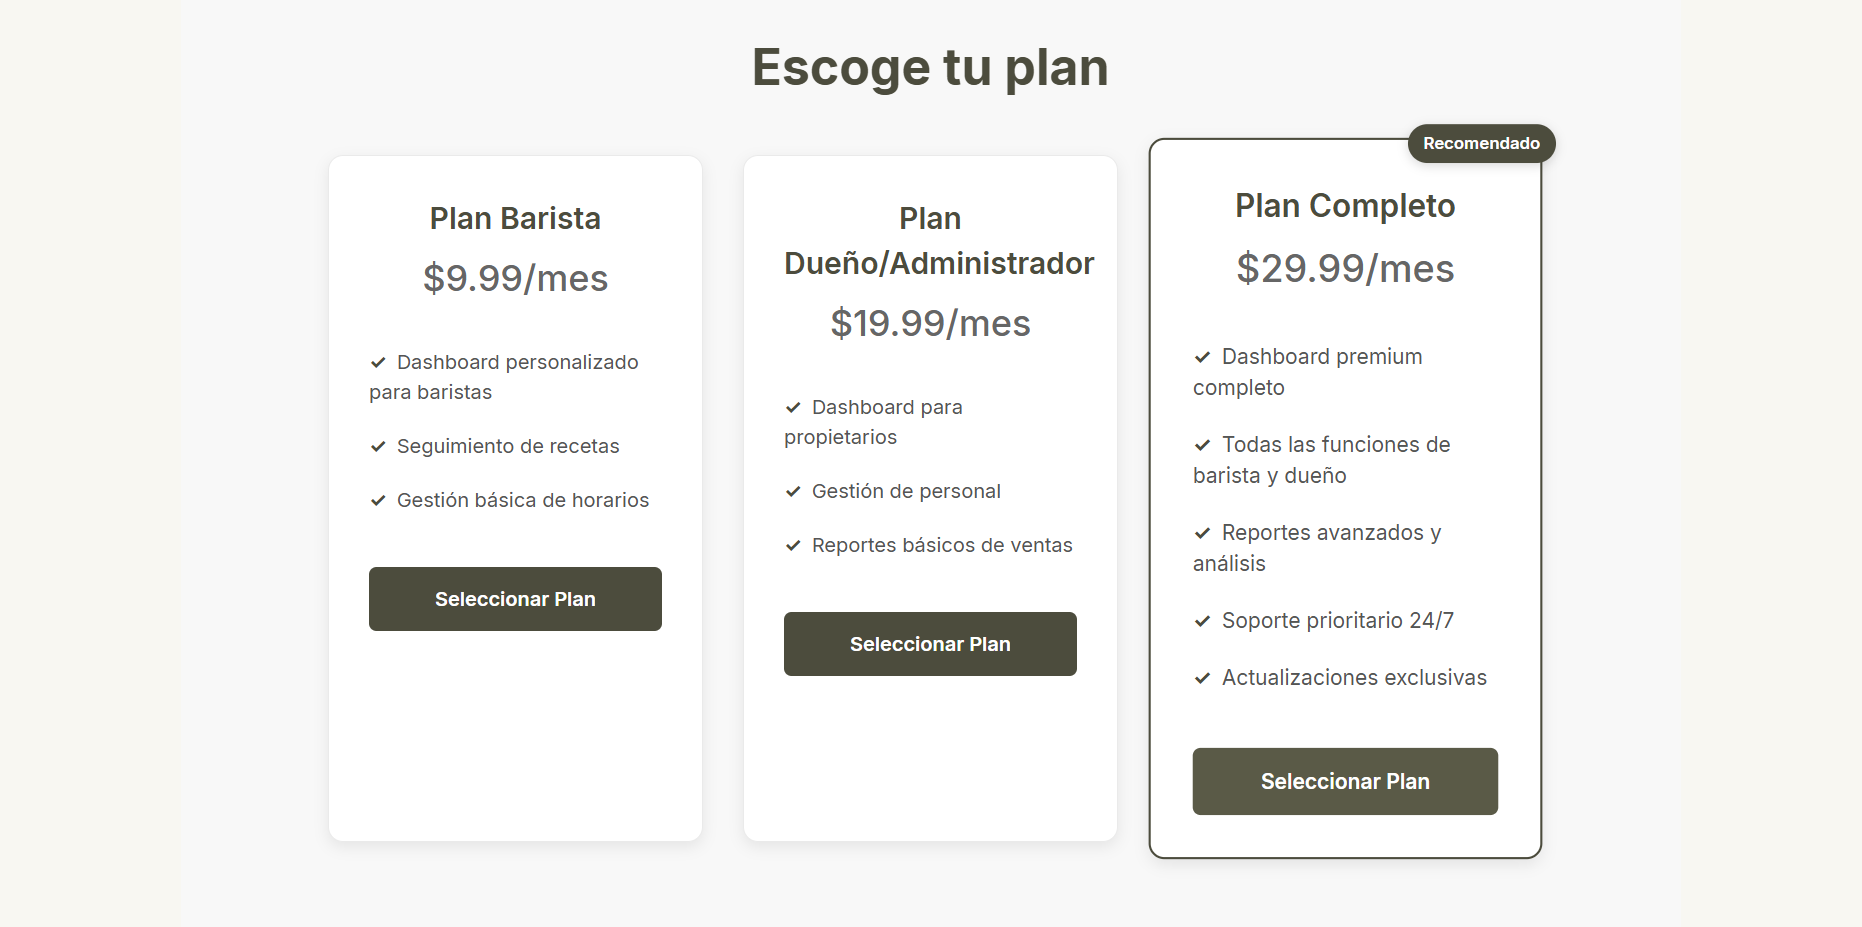 Escoge tu plan
Plan Barista
$9.99/mes
✓ Dashboard personalizado
para baristas
✓ Seguimiento de recetas
✓ Gestión básica de horarios
Seleccionar Plan
Plan
Dueño/Administrador
$19.99/mes
✓ Dashboard para
propietarios
✓ Gestión de personal
✓ Reportes básicos de ventas
Seleccionar Plan
Recomendado
Plan Completo
$29.99/mes
✓ Dashboard premium
completo
✓ Todas las funciones de
barista y dueño
✓ Reportes avanzados y
análisis
✓ Soporte prioritario 24/7
✓ Actualizaciones exclusivas
Seleccionar Plan